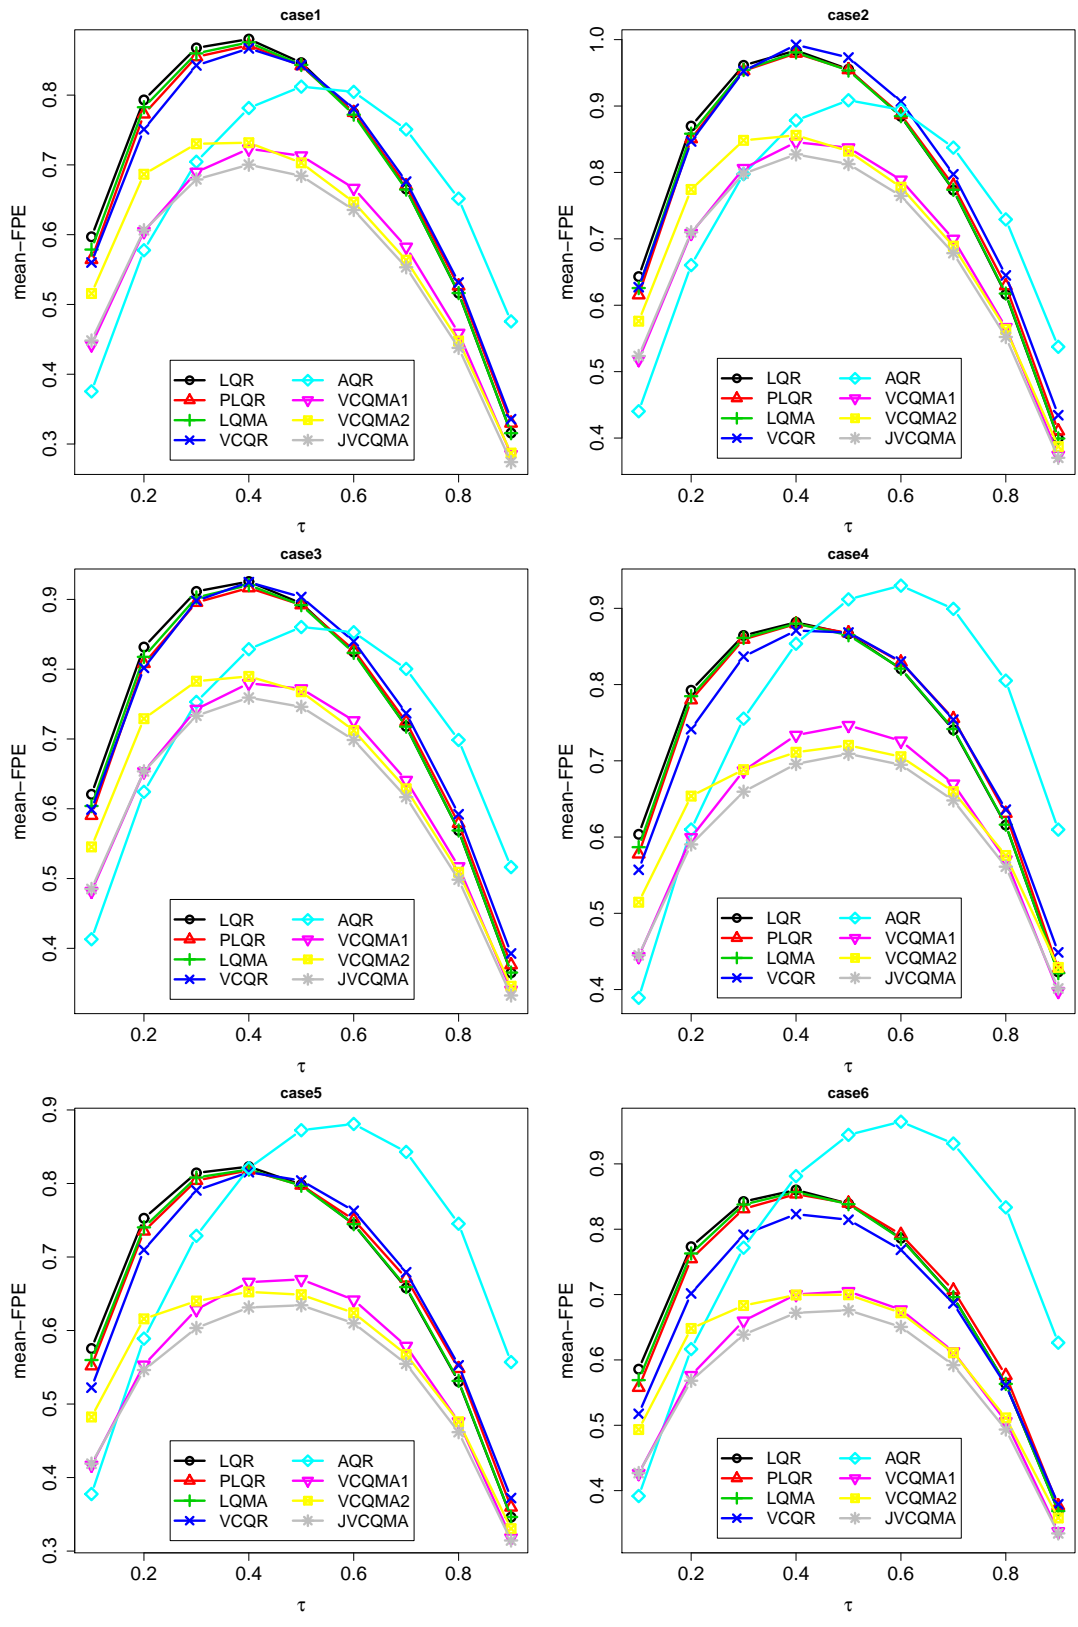 case1
mean−FPE
0.3 0.4 0.5 0.6 0.7 0.8
LQR AQR
PLQR VCQMA1
LQMA VCQMA2
VCQR JVCQMA
0.2 0.4 0.6 0.8
τ
case2
mean−FPE
0.4 0.5 0.6 0.7 0.8 0.9 1.0
LQR AQR
PLQR VCQMA1
LQMA VCQMA2
VCQR JVCQMA
0.2 0.4 0.6 0.8
τ
case3
mean−FPE
0.4 0.5 0.6 0.7 0.8 0.9
LQR AQR
PLQR VCQMA1
LQMA VCQMA2
VCQR JVCQMA
0.2 0.4 0.6 0.8
τ
case4
mean−FPE
0.4 0.5 0.6 0.7 0.8 0.9
LQR AQR
PLQR VCQMA1
LQMA VCQMA2
VCQR JVCQMA
0.2 0.4 0.6 0.8
τ
case5
mean−FPE
0.3 0.4 0.5 0.6 0.7 0.8 0.9
LQR AQR
PLQR VCQMA1
LQMA VCQMA2
VCQR JVCQMA
0.2 0.4 0.6 0.8
τ
case6
mean−FPE
0.4 0.5 0.6 0.7 0.8 0.9
LQR AQR
PLQR VCQMA1
LQMA VCQMA2
VCQR JVCQMA
0.2 0.4 0.6 0.8
τ